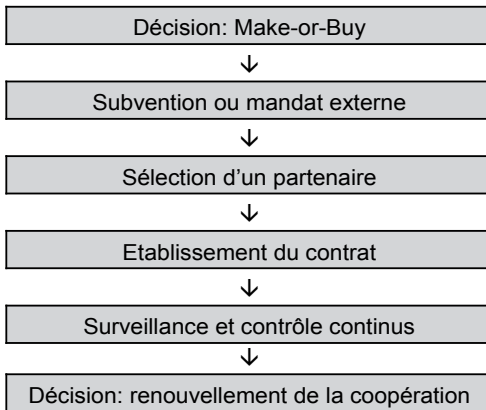 Décision: Make-or-Buy
↓
Subvention ou mandat externe
↓
Sélection d'un partenaire
↓
Etablissement du contrat
↓
Surveillance et contrôle continus
↓
Décision: renouvellement de la coopération